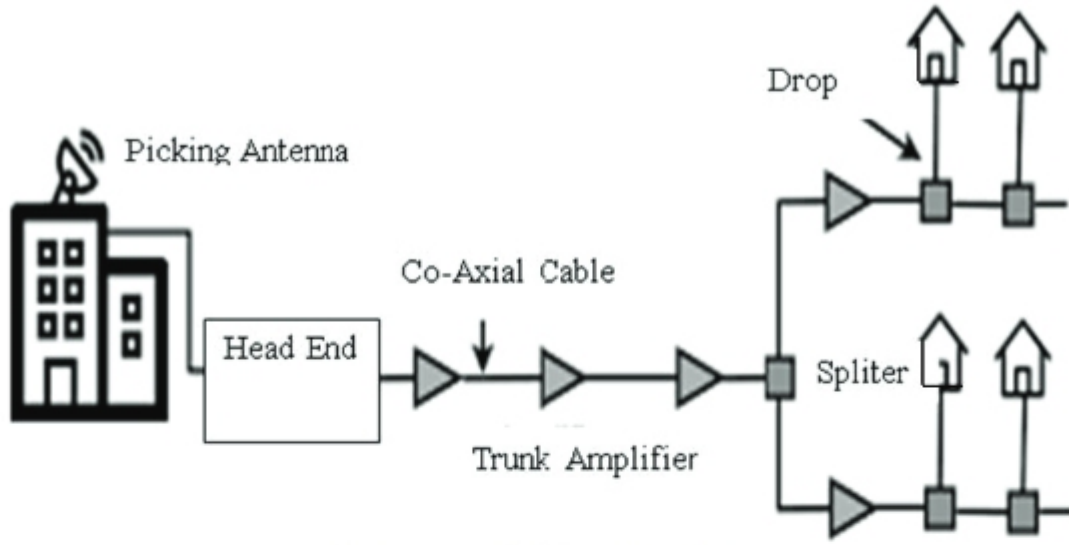 Drop
Picking Antenna
Co-Axial Cable
Head End
Spliter
Trunk Amplifier